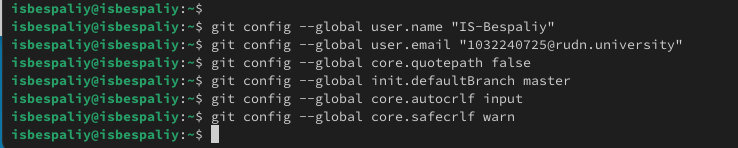 isbespaliy@isbespaliy:~$
isbespaliy@isbespaliy:~$ git config --global user.name "IS-Bespaliy"
isbespaliy@isbespaliy:~$ git config --global user.email "1032240725@rudn.university"
isbespaliy@isbespaliy:~$ git config --global core.quotepath false
isbespaliy@isbespaliy:~$ git config --global init.defaultBranch master
isbespaliy@isbespaliy:~$ git config --global core.autocrlf input
isbespaliy@isbespaliy:~$ git config --global core.safecrlf warn
isbespaliy@isbespaliy:~$